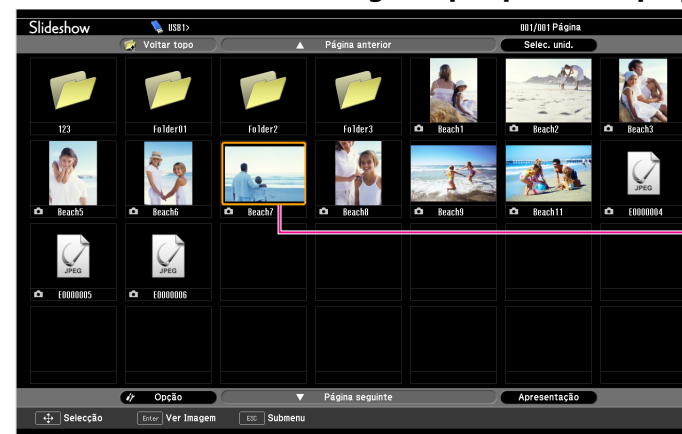 Slideshow USB1> 001/001 Página
Voltar topo Página anterior Selec. unid.
123 Folder01 Folder2 Folder3 Beach1 Beach2 Beach3
JPEG
Beach5 Beach6 Beach7 Beach8 Beach9 Beach11 E0000004
JPEG JPEG
E0000005 E0000006
Opção Página seguinte Apresentação
Selecção Enter Ver Imagem ESC Submenu